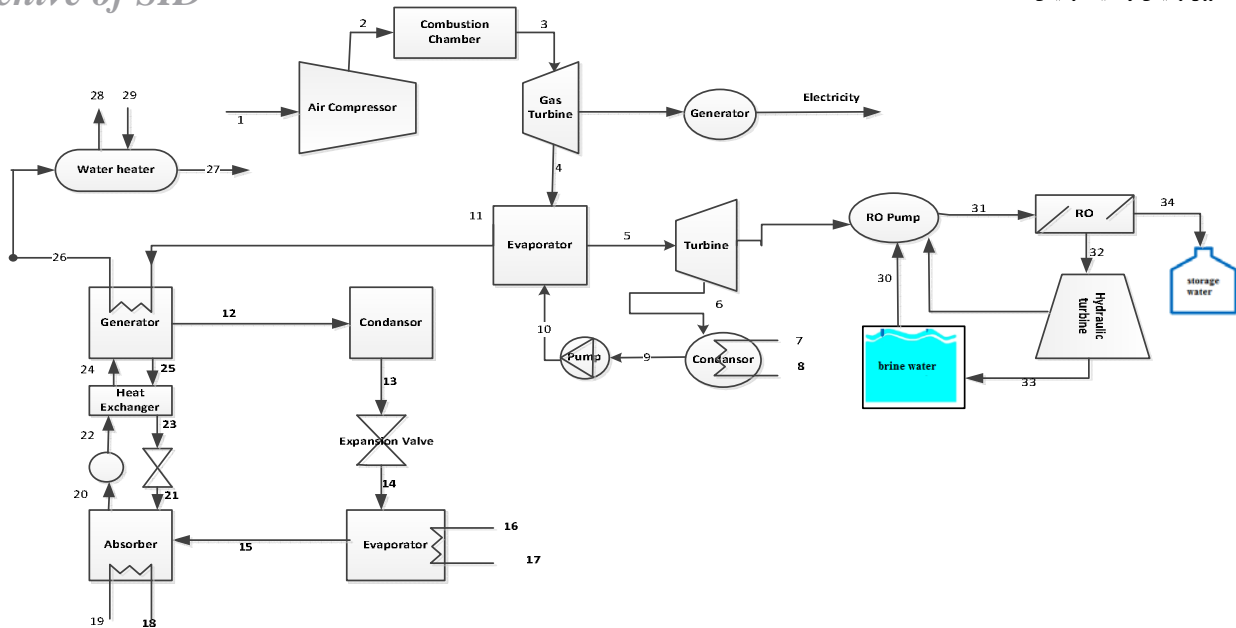 of SID
2
Combustion
Chamber
3
Air Compressor
1
Gas
Turbine
Generator
Electricity
28
29
Water heater
27
4
11
Evaporator
5
Turbine
RO Pump
31
RO
34
26
30
32
storage
water
Generator
12
Condansor
6
Hydraulic
turbine
10
Pump
9
Condansor
7
8
brine water
33
24
25
Heat
Exchanger
13
22
23
Expansion Valve
20
21
14
Absorber
15
Evaporator
16
17
19
18